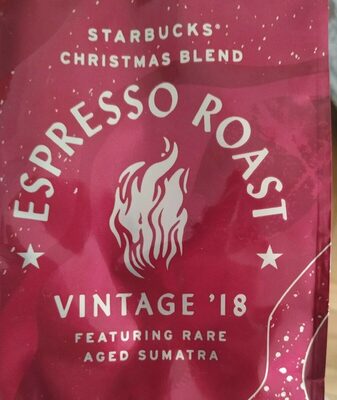 STARBUCKS®
CHRISTMAS BLEND
ESPRESSO ROAST
VINTAGE '18
FEATURING RARE
AGED SUMATRA